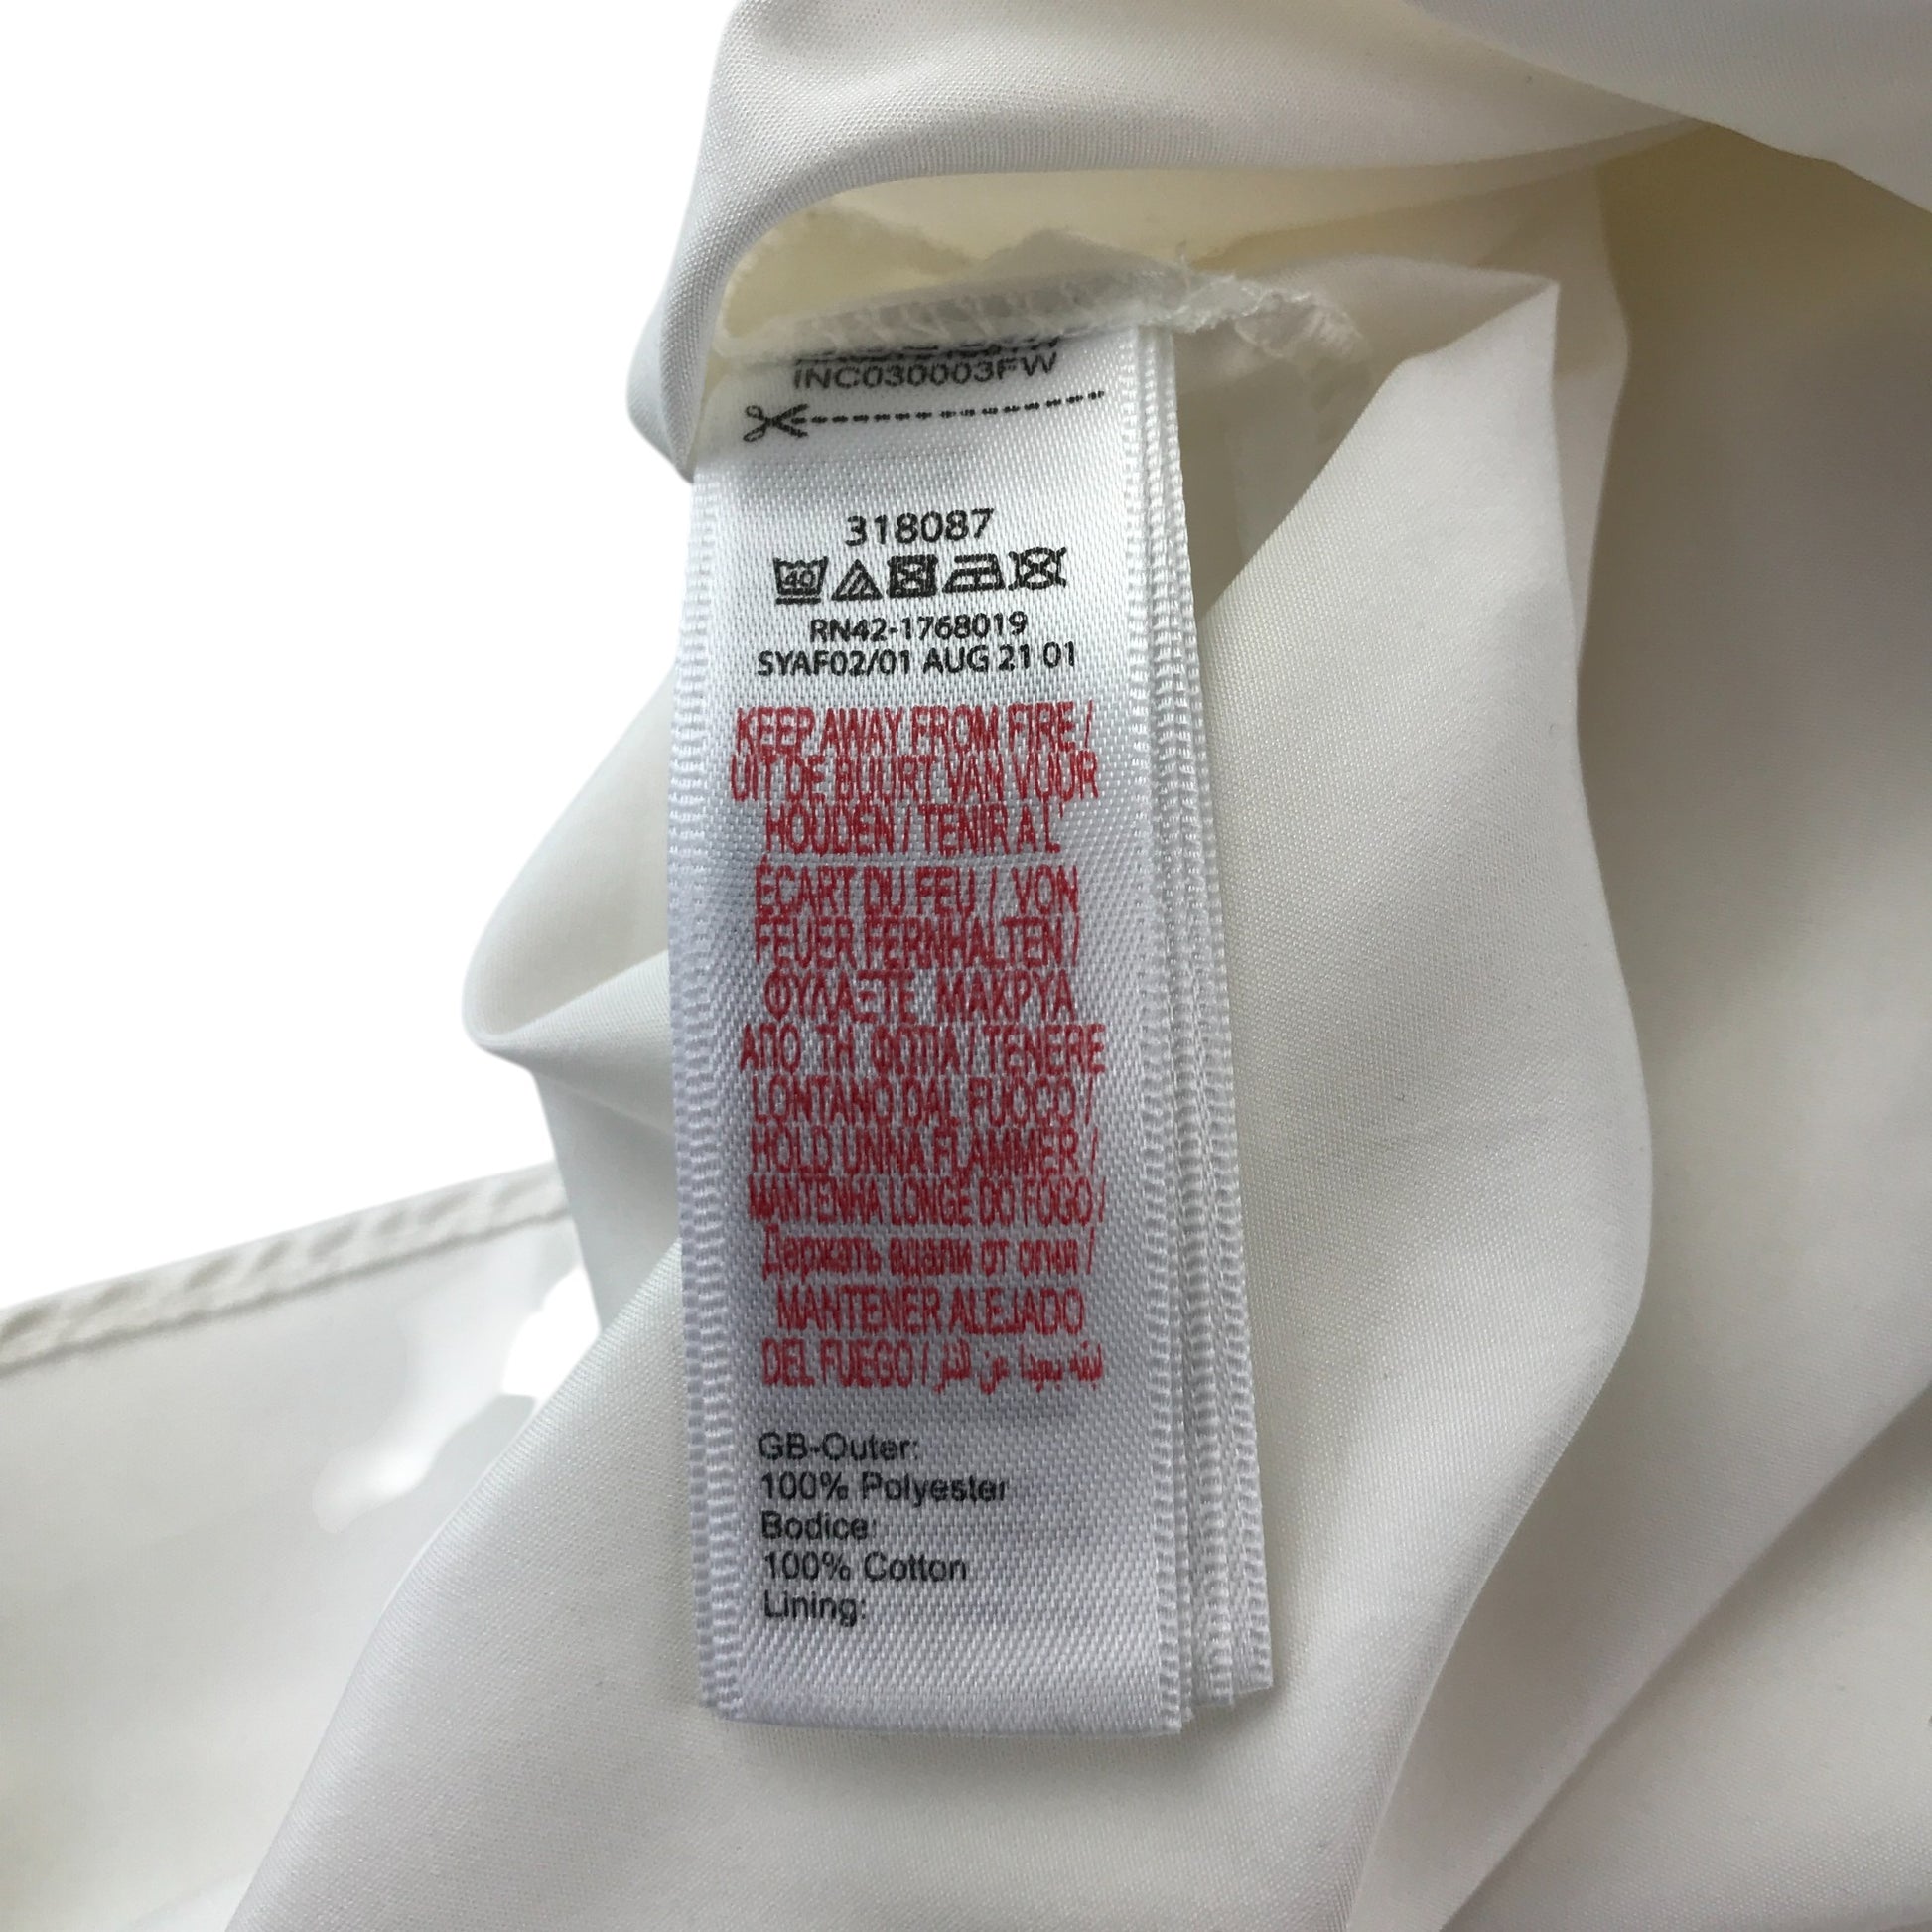 INC030003FW
318087
40
RN42-1768019
SYAF02/01 AUG 21 01
KEEP AWAY FROM FIRE /
UIT DE BUURT VAN VUUR
HOUDEN / TENIR A L'
ÉCART DU FEU / VON
FEUER FERNHALTEN /
ΦΥΛΑΞΤΕ ΜΑΚΡΥΑ
ΑΠΟ ΤΗ ΦΩΤΙΑ / TENERE
LONTANO DAL FUOCO /
HOLD UNNA FLAMMER /
MANTENHA LONGE DO FOGO /
Держать вдали от огня /
MANTENER ALEJADO
DEL FUEGO /
GB-Outer:
100% Polyester
Bodice:
100% Cotton
Lining: